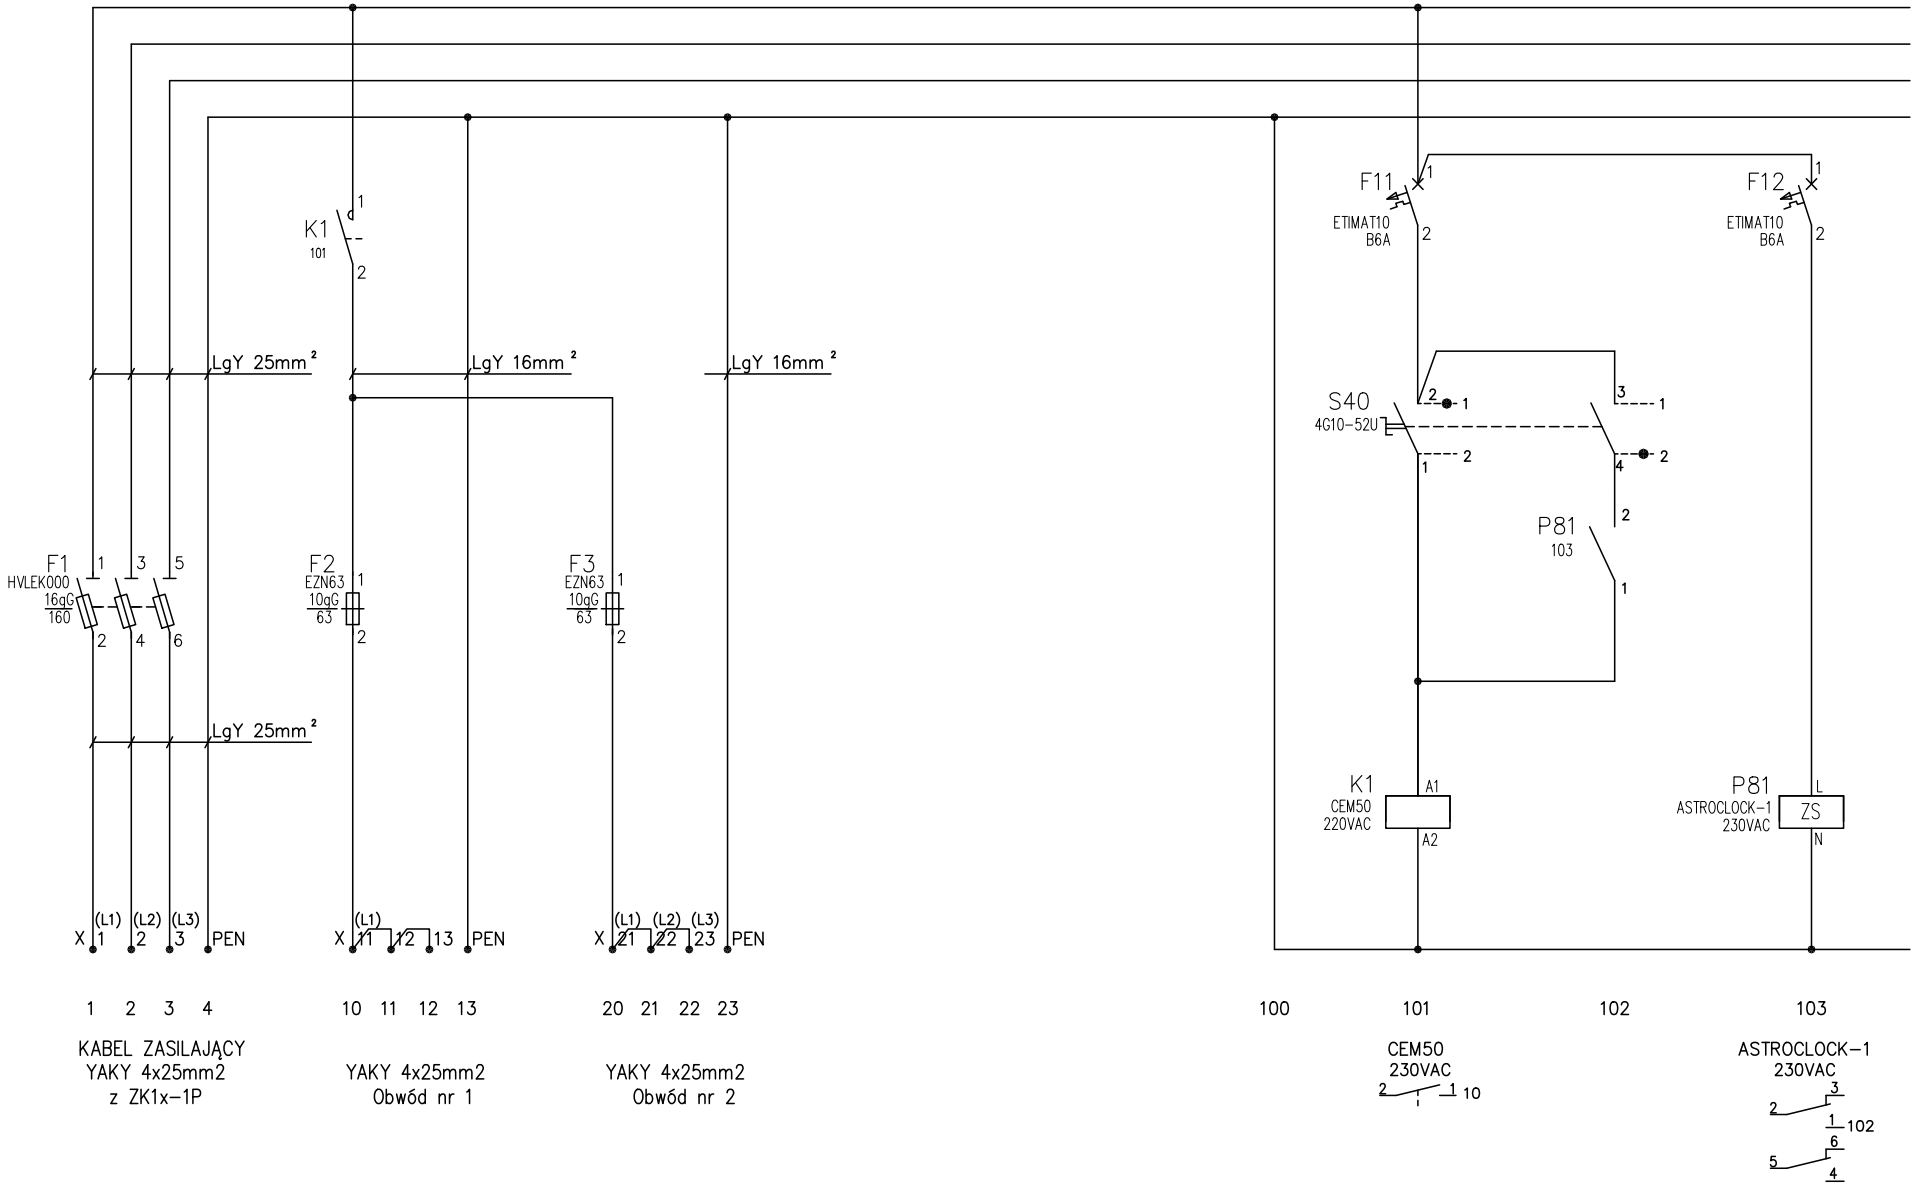 K1
101
1
2
LgY 25mm²
LgY 16mm²
LgY 16mm²
F11
ETIMAT10
B6A
1
2
F12
ETIMAT10
B6A
1
2
S40
4G10-52U
2
1
1
2
3
1
4
2
P81
103
2
1
F1
HVLEK000
16gG
160
1
3
5
2
4
6
F2
EZN63
10gG
63
1
2
F3
EZN63
10gG
63
1
2
LgY 25mm²
K1
CEM50
220VAC
A1
A2
P81
ASTROCLOCK-1
230VAC
L
ZS
N
(L1) (L2) (L3)
X 1 2 3 PEN
(L1)
X 11 12 13 PEN
(L1) (L2) (L3)
X 21 22 23 PEN
1 2 3 4 10 11 12 13 20 21 22 23 100 101 102 103
KABEL ZASILAJĄCY
YAKY 4x25mm2
z ZK1x-1P
YAKY 4x25mm2
Obwód nr 1
YAKY 4x25mm2
Obwód nr 2
CEM50
230VAC
2 1 10
ASTROCLOCK-1
230VAC
3
2
1 102
6
5
4